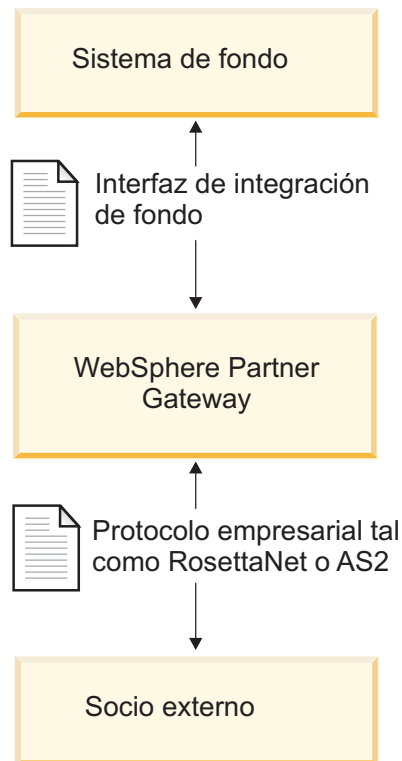 Sistema de fondo
Interfaz de integración
de fondo
WebSphere Partner
Gateway
Protocolo empresarial tal
como RosettaNet o AS2
Socio externo